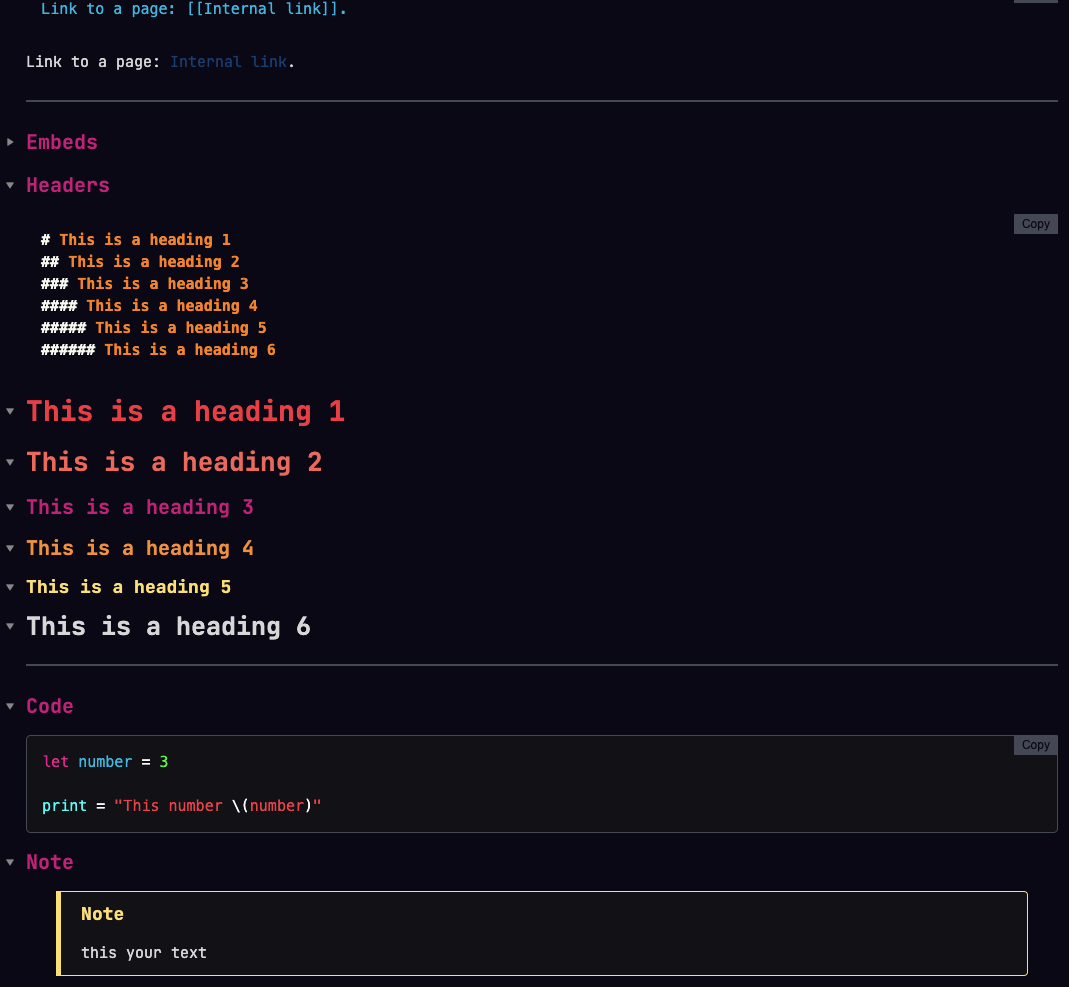 Link to a page: [[Internal link]].
Link to a page: Internal link.
Embeds
Headers
Copy
# This is a heading 1
## This is a heading 2
### This is a heading 3
#### This is a heading 4
##### This is a heading 5
###### This is a heading 6
This is a heading 1
This is a heading 2
This is a heading 3
This is a heading 4
This is a heading 5
This is a heading 6
Code
Copy
let number = 3
print = "This number \(number)"
Note
Note
this your text